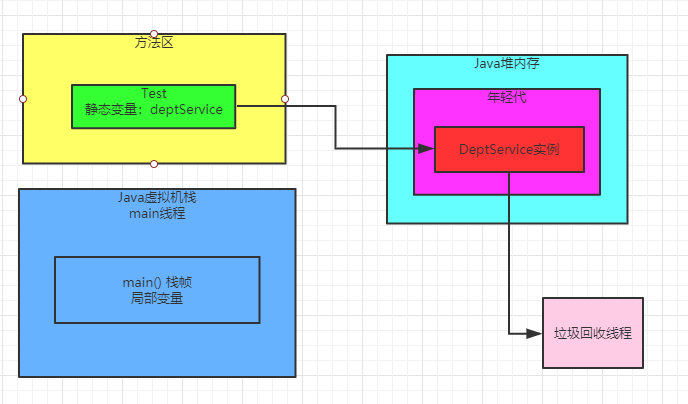 方法区
Test
静态变量：deptService
Java虚拟机栈
main线程
main() 栈帧
局部变量
Java堆内存
年轻代
DeptService实例
垃圾回收线程